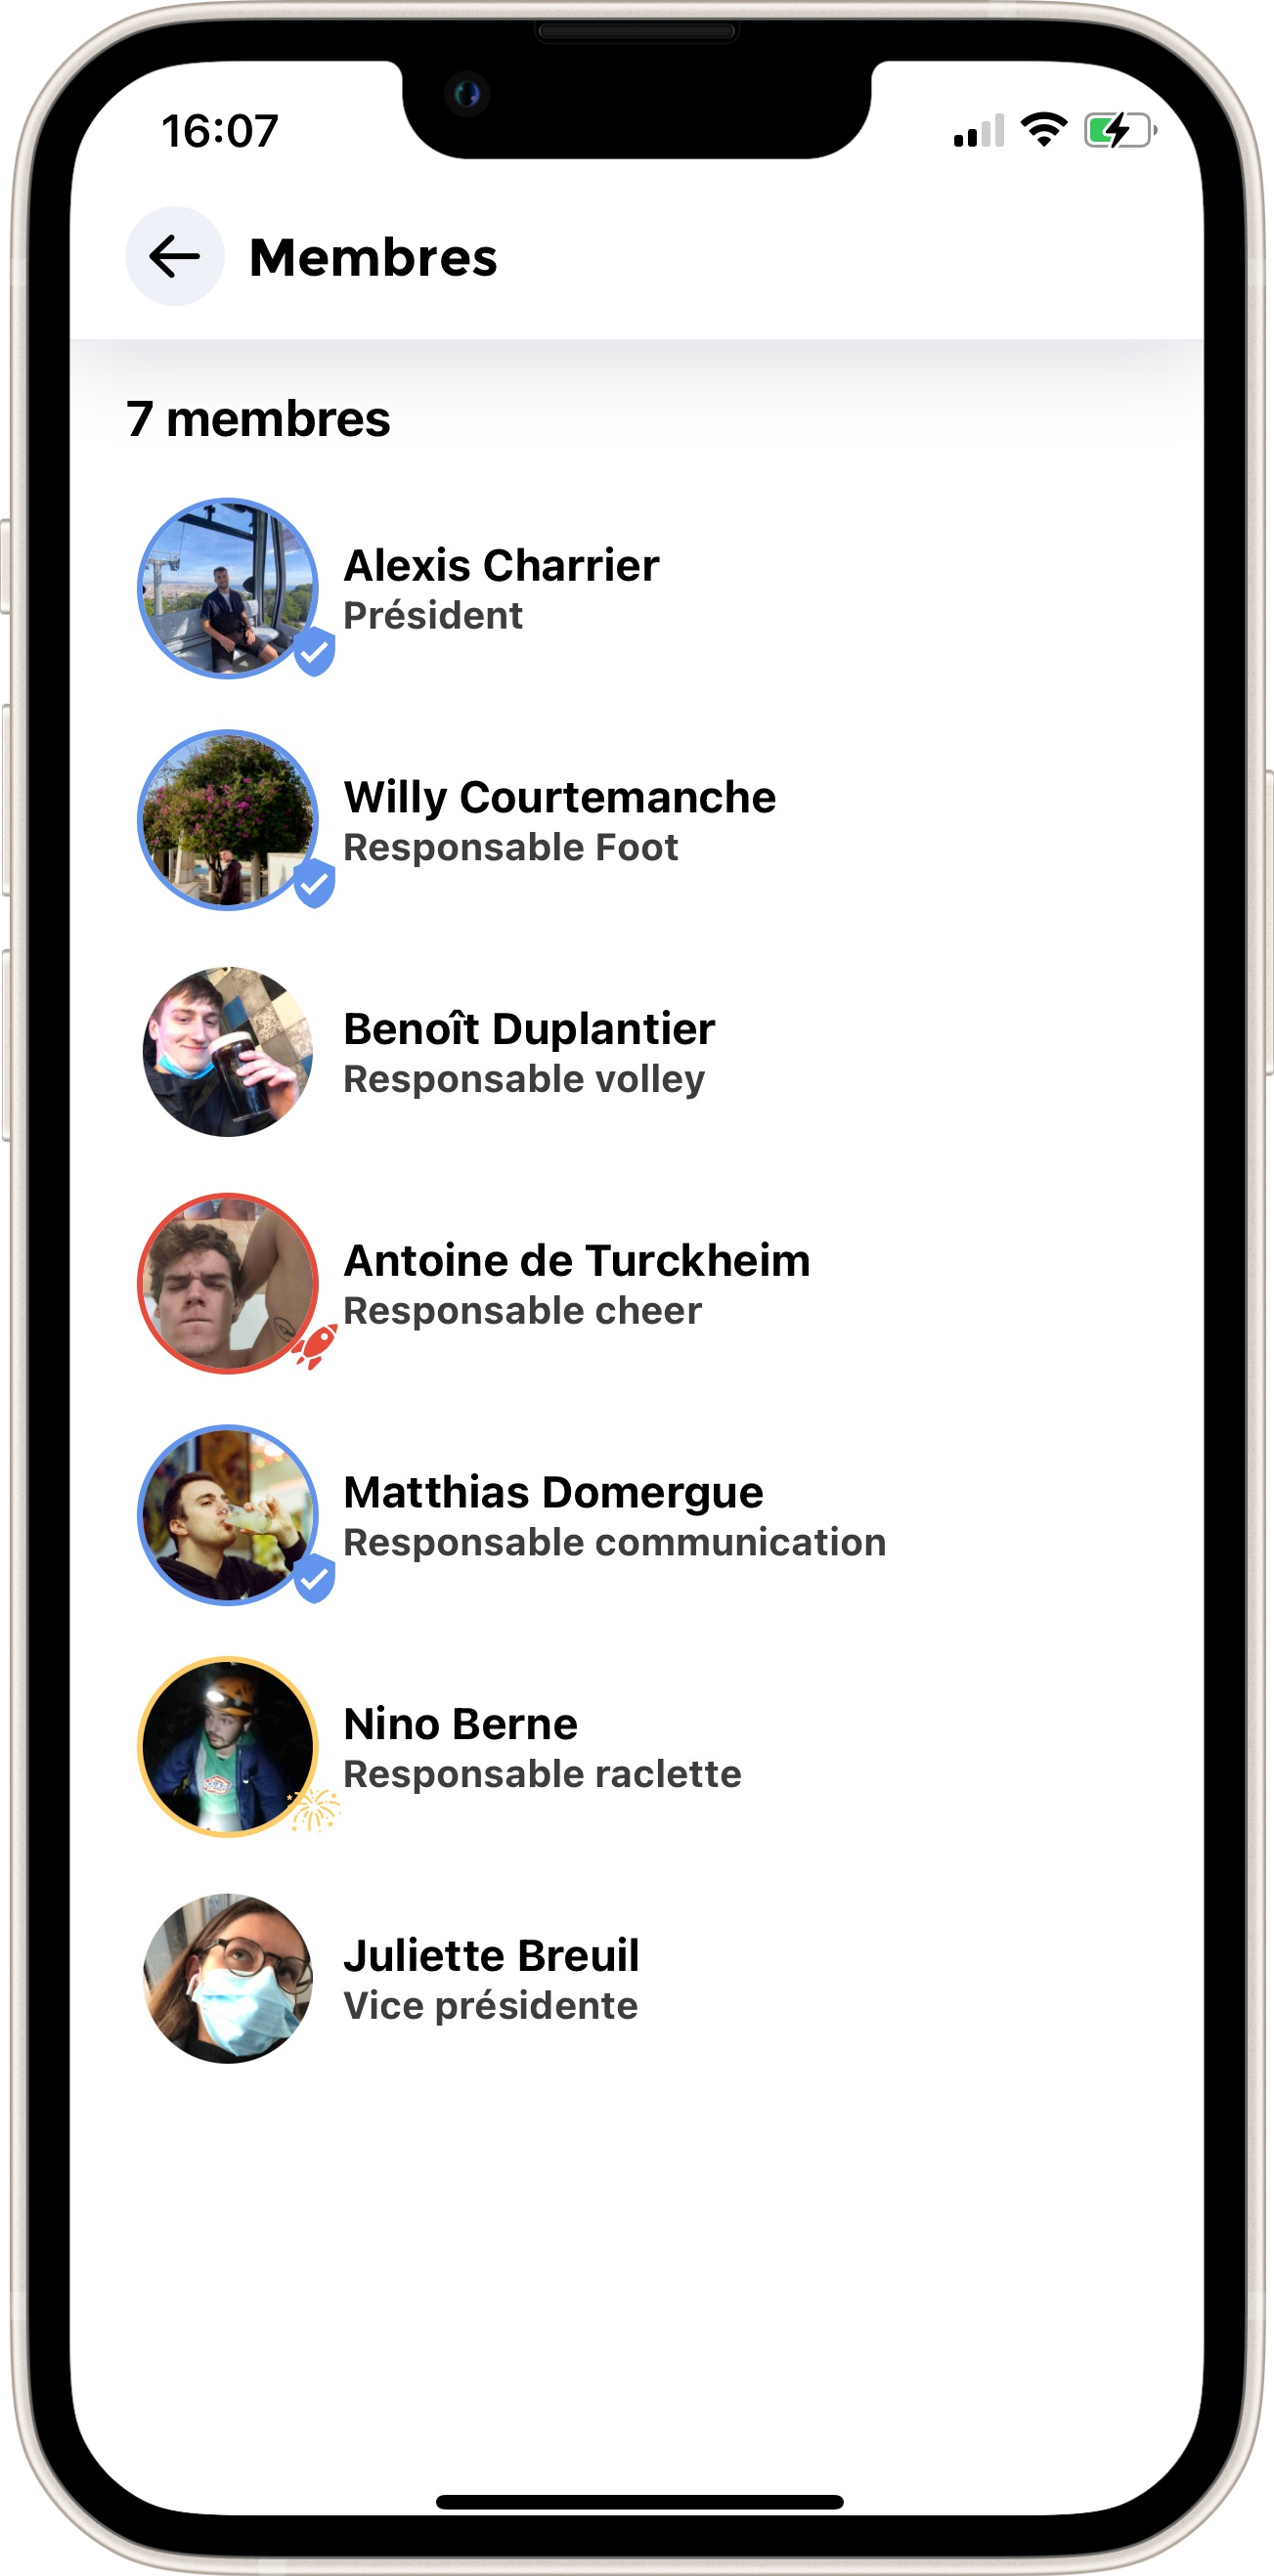 16:07
Membres
7 membres
Alexis Charrier
Président
Willy Courtemanche
Responsable Foot
Benoît Duplantier
Responsable volley
Antoine de Turckheim
Responsable cheer
Matthias Domergue
Responsable communication
Nino Berne
Responsable raclette
Juliette Breuil
Vice présidente